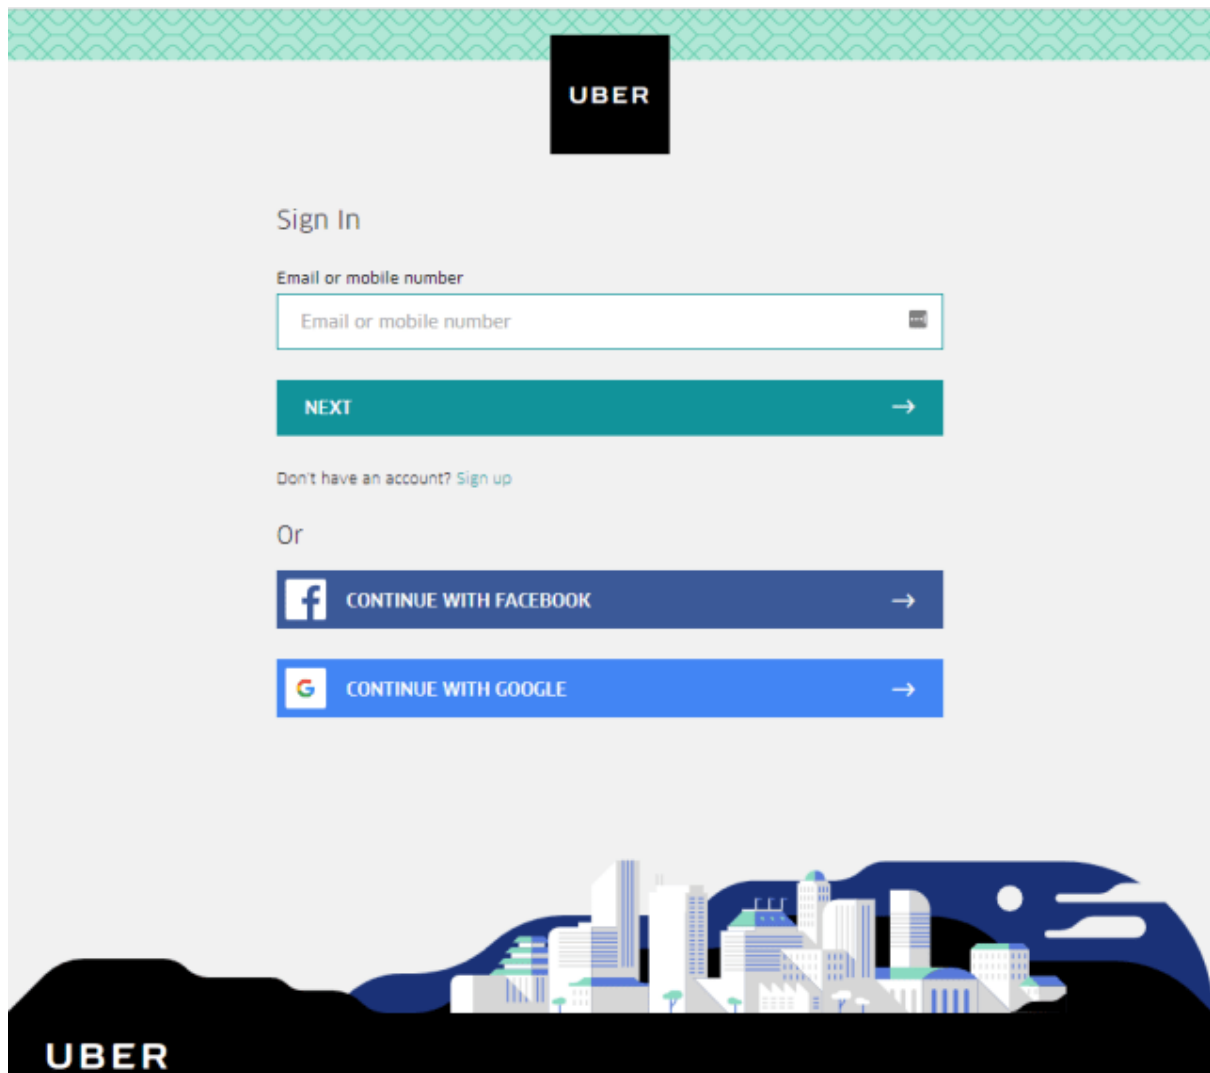 UBER
Sign In
Email or mobile number
Email or mobile number
NEXT
Don't have an account? Sign up
Or
CONTINUE WITH FACEBOOK
CONTINUE WITH GOOGLE
UBER